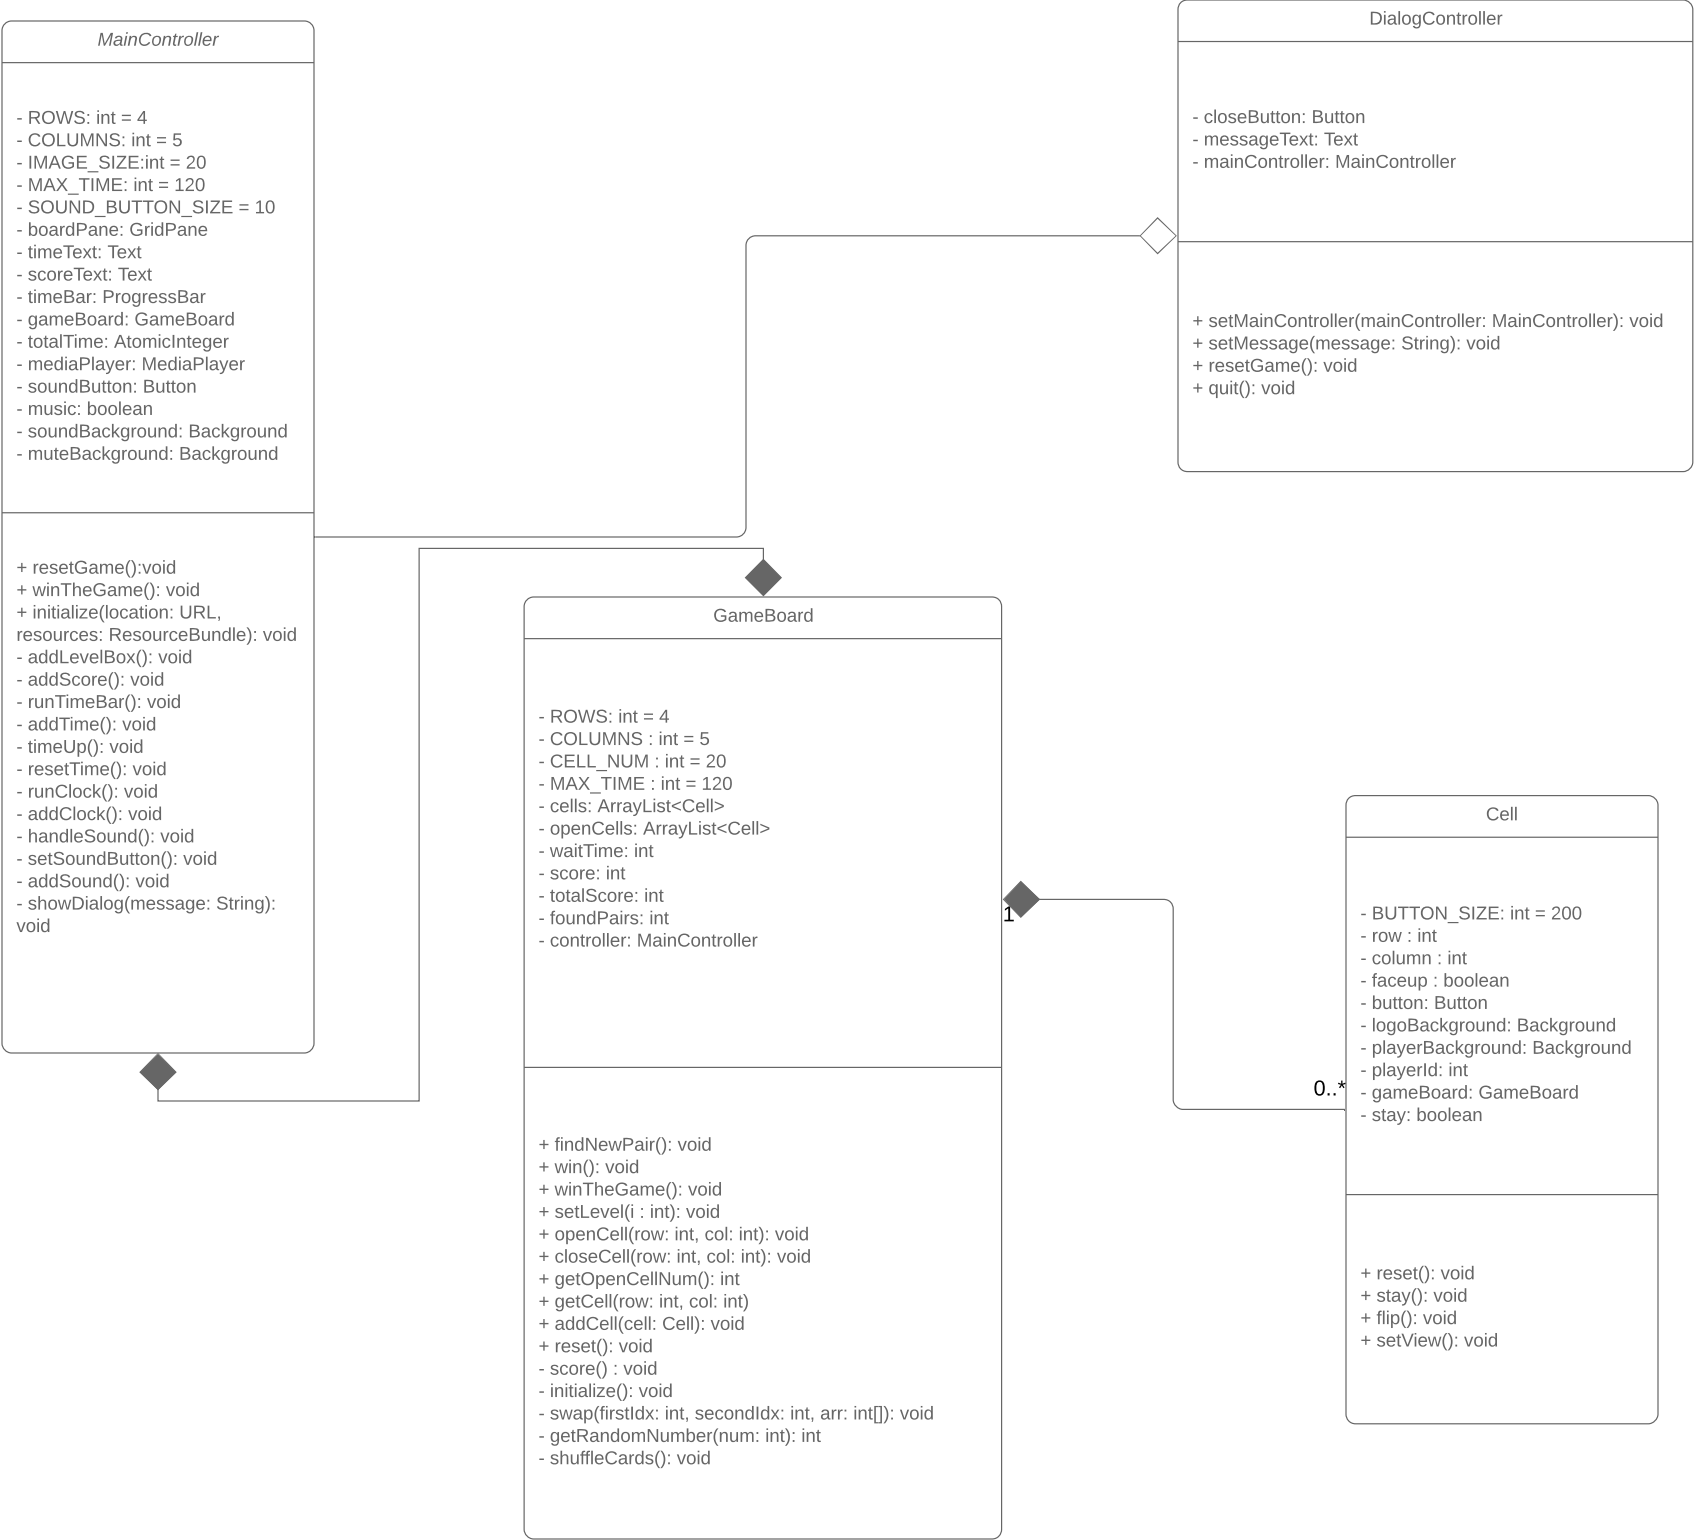 MainController
- ROWS: int = 4
- COLUMNS: int = 5
- IMAGE_SIZE:int = 20
- MAX_TIME: int = 120
- SOUND_BUTTON_SIZE = 10
- boardPane: GridPane
- timeText: Text
- scoreText: Text
- timeBar: ProgressBar
- gameBoard: GameBoard
- totalTime: AtomicInteger
- mediaPlayer: MediaPlayer
- soundButton: Button
- music: boolean
- soundBackground: Background
- muteBackground: Background
+ resetGame():void
+ winTheGame(): void
+ initialize(location: URL,
resources: ResourceBundle): void
- addLevelBox(): void
- addScore(): void
- runTimeBar(): void
- addTime(): void
- timeUp(): void
- resetTime(): void
- runClock(): void
- addClock(): void
- handleSound(): void
- setSoundButton(): void
- addSound(): void
- showDialog(message: String):
void
DialogController
- closeButton: Button
- messageText: Text
- mainController: MainController
+ setMainController(mainController: MainController): void
+ setMessage(message: String): void
+ resetGame(): void
+ quit(): void
GameBoard
- ROWS: int = 4
- COLUMNS : int = 5
- CELL_NUM : int = 20
- MAX_TIME : int = 120
- cells: ArrayList<Cell>
- openCells: ArrayList<Cell>
- waitTime: int
- score: int
- totalScore: int
- foundPairs: int
- controller: MainController
+ findNewPair(): void
+ win(): void
+ winTheGame(): void
+ setLevel(i : int): void
+ openCell(row: int, col: int): void
+ closeCell(row: int, col: int): void
+ getOpenCellNum(): int
+ getCell(row: int, col: int)
+ addCell(cell: Cell): void
+ reset(): void
- score() : void
- initialize(): void
- swap(firstIdx: int, secondIdx: int, arr: int[]): void
- getRandomNumber(num: int): int
- shuffleCards(): void
1
0..*
Cell
- BUTTON_SIZE: int = 200
- row : int
- column : int
- faceup : boolean
- button: Button
- logoBackground: Background
- playerBackground: Background
- playerId: int
- gameBoard: GameBoard
- stay: boolean
+ reset(): void
+ stay(): void
+ flip(): void
+ setView(): void